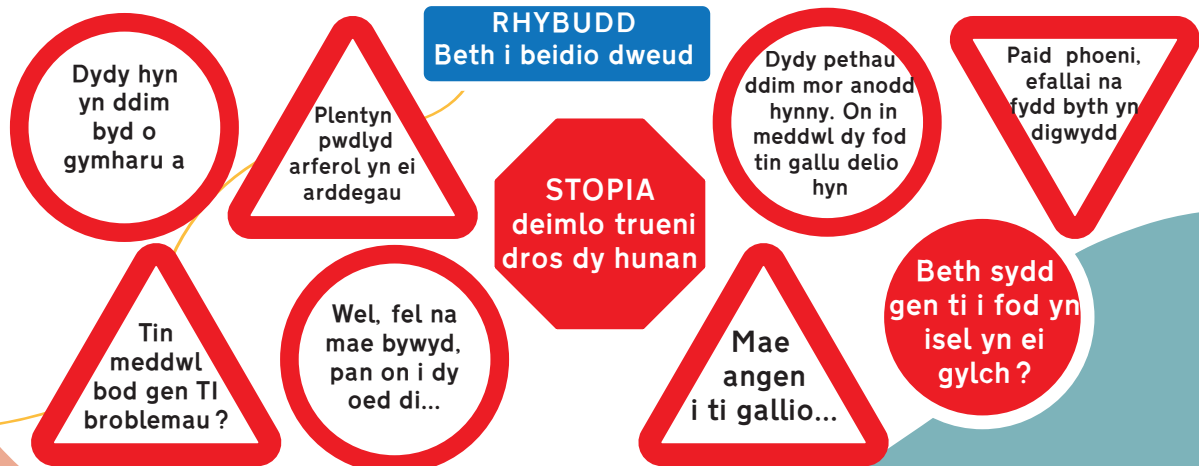 RHYBUDD
Beth i beidio dweud
Dydy hyn
yn ddim
byd o
gymharu a
Plentyn
pwdlyd
arferol yn ei
arddegau
STOPIA
deimlo trueni
dros dy hunan
Dydy pethau
ddim mor anodd
hynny. On in
meddwl dy fod
tin gallu delio
hyn
Paid phoeni,
efallai na
fydd byth yn
digwydd
Tin
meddwl
bod gen TI
broblemau ?
Wel, fel na
mae bywyd,
pan on i dy
oed di...
Mae
angen
i ti gallio...
Beth sydd
gen ti i fod yn
isel yn ei
gylch ?